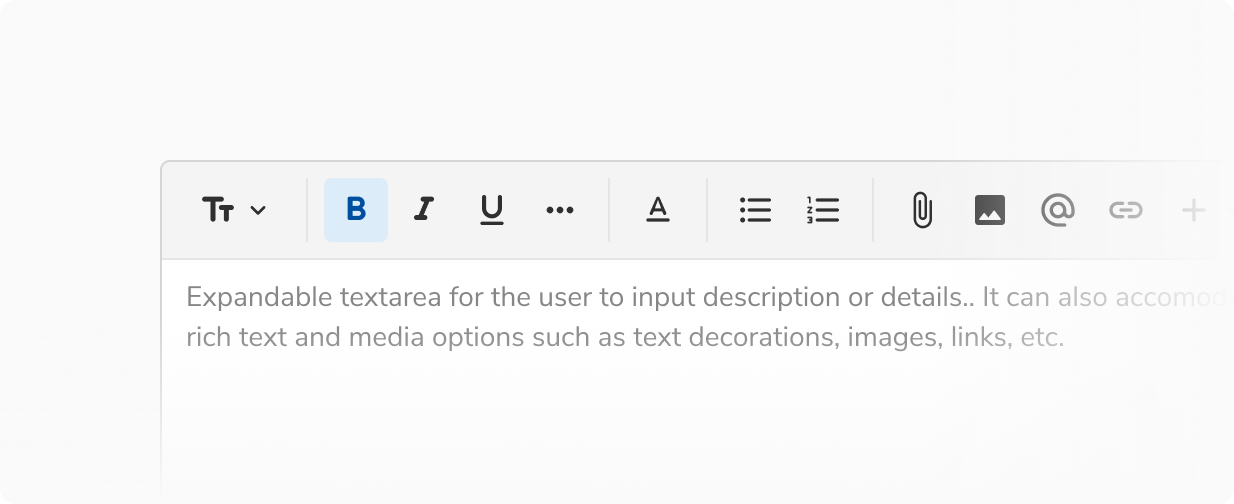 TT B I U A
Expandable textarea for the user to input description or details.. It can also accomod
rich text and media options such as text decorations, images, links, etc.